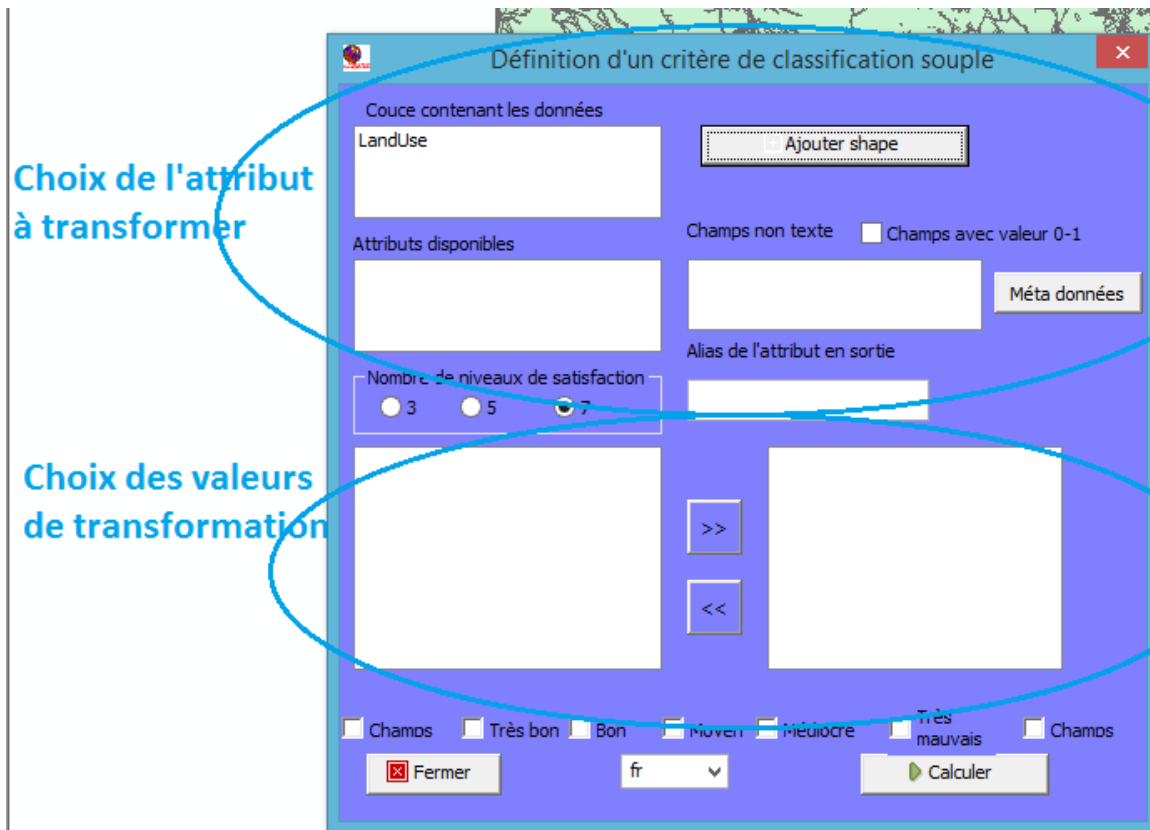 Définition d'un critère de classification souple
Couce contenant les données
LandUse
Ajouter shape
Choix de l'attribut
à transformer
Attributs disponibles
Champs non texte
Champs avec valeur 0-1
Méta données
Alias de l'attribut en sortie
Nombre de niveaux de satisfaction
3 5 7
Choix des valeurs
de transformation
>>
<<
Champs Très bon Bon Moyen Médiocre Très mauvais Champs
Fermer
fr
Calculer